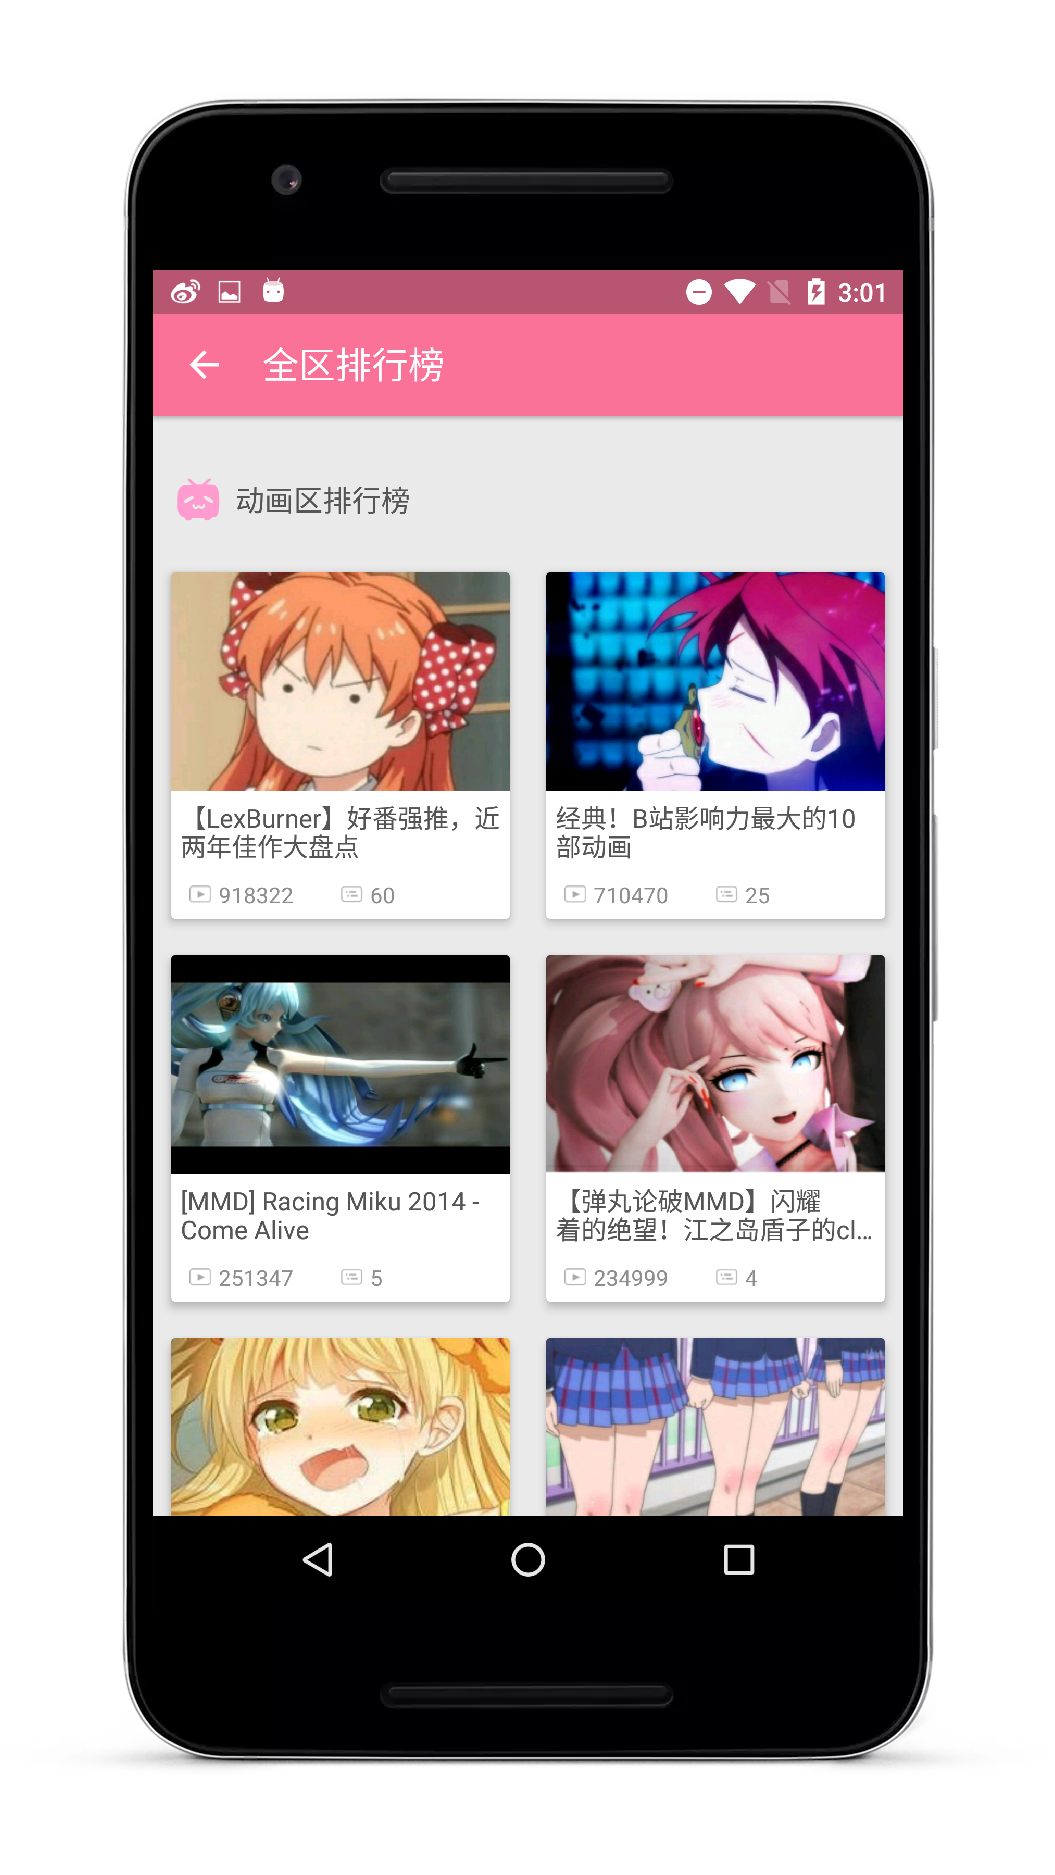 3:01
全区排行榜
动画区排行榜
【LexBurner】好番强推，近
两年佳作大盘点
918322 60
经典！B站影响力最大的10
部动画
710470 25
[MMD] Racing Miku 2014 -
Come Alive
251347 5
【弹丸论破MMD】闪耀
着的绝望！江之岛盾子的cl...
234999 4